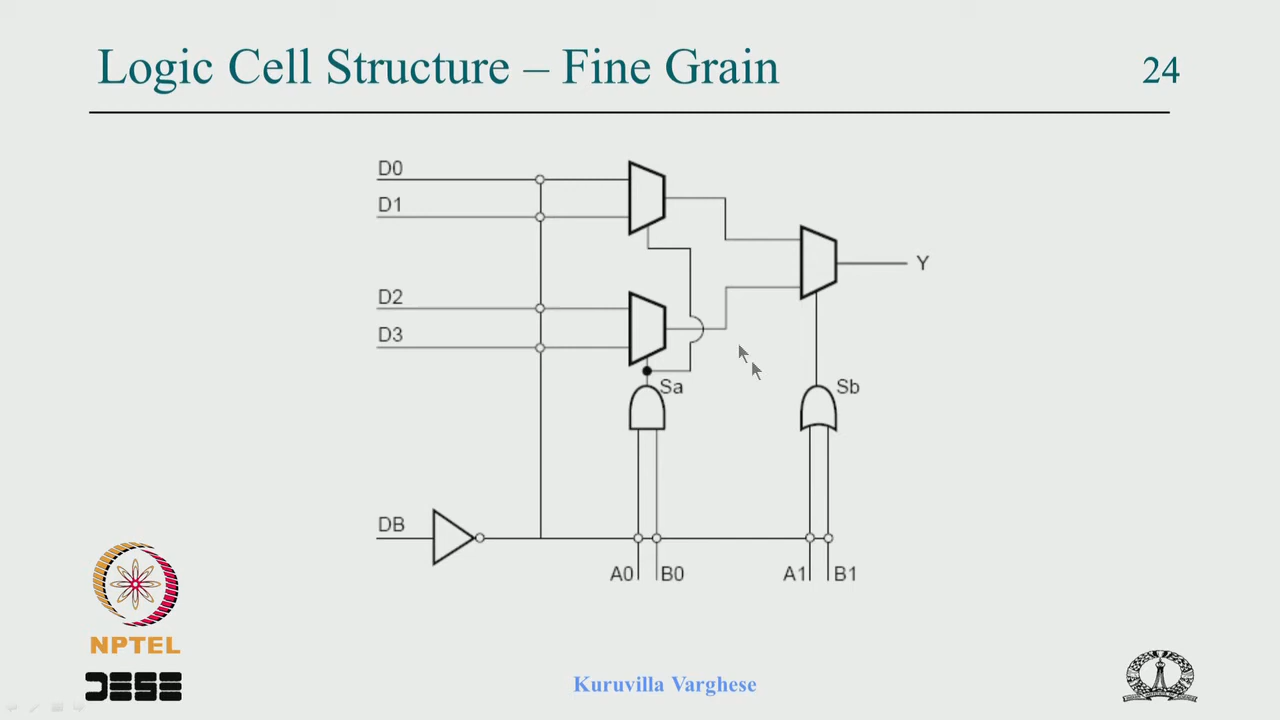 Logic Cell Structure – Fine Grain
24
D0
D1
D2
D3
Y
Sa
Sb
DB
A0
B0
A1
B1
NPTEL
DESE
Kuruvilla Varghese